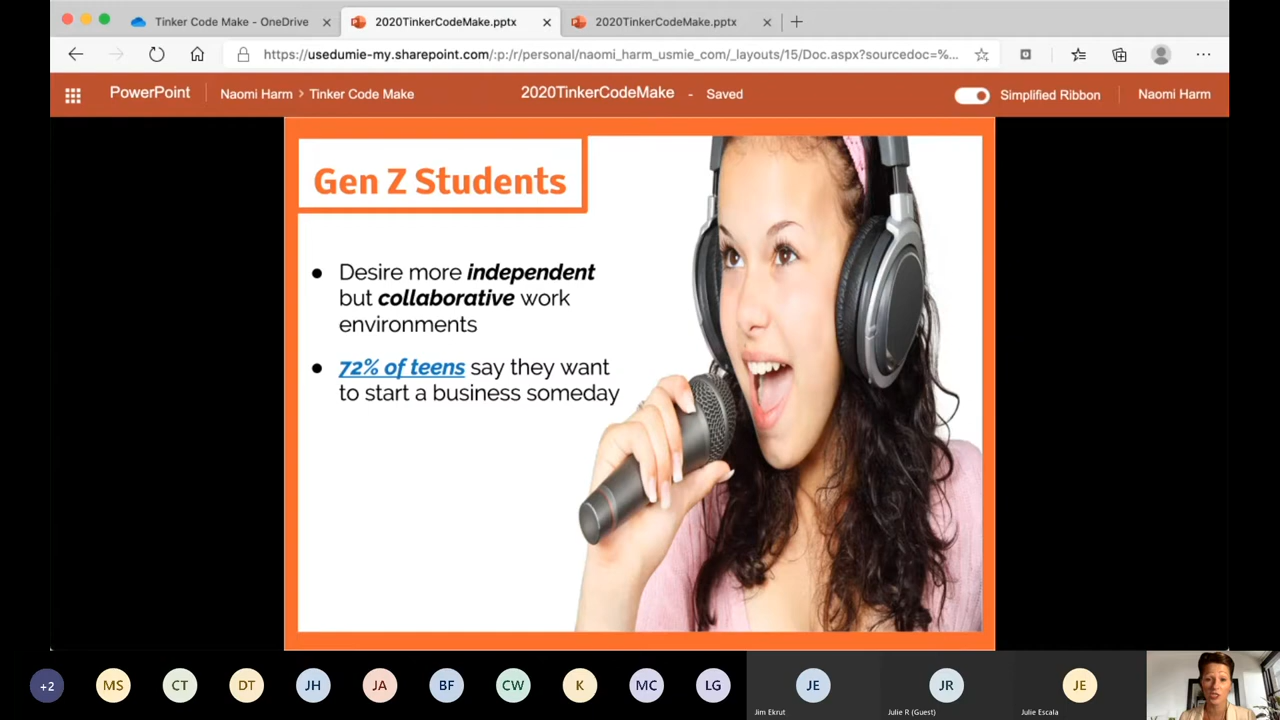 Tinker Code Make - OneDrive
2020TinkerCodeMake.pptx
2020TinkerCodeMake.pptx
https://usedumie-my.sharepoint.com/:p:/r/personal/naomi_harm_usmie_com/_layouts/15/Doc.aspx?sourcedoc=%...
PowerPoint
Naomi Harm > Tinker Code Make
2020TinkerCodeMake - Saved
Simplified Ribbon
Naomi Harm
Gen Z Students
• Desire more independent
but collaborative work
environments
• 72% of teens say they want
to start a business someday
+2
MS
CT
DT
JH
JA
BF
CW
K
MC
LG
JE
Jim Ekrut
JR
Julie R (Guest)
JE
Julie Escala